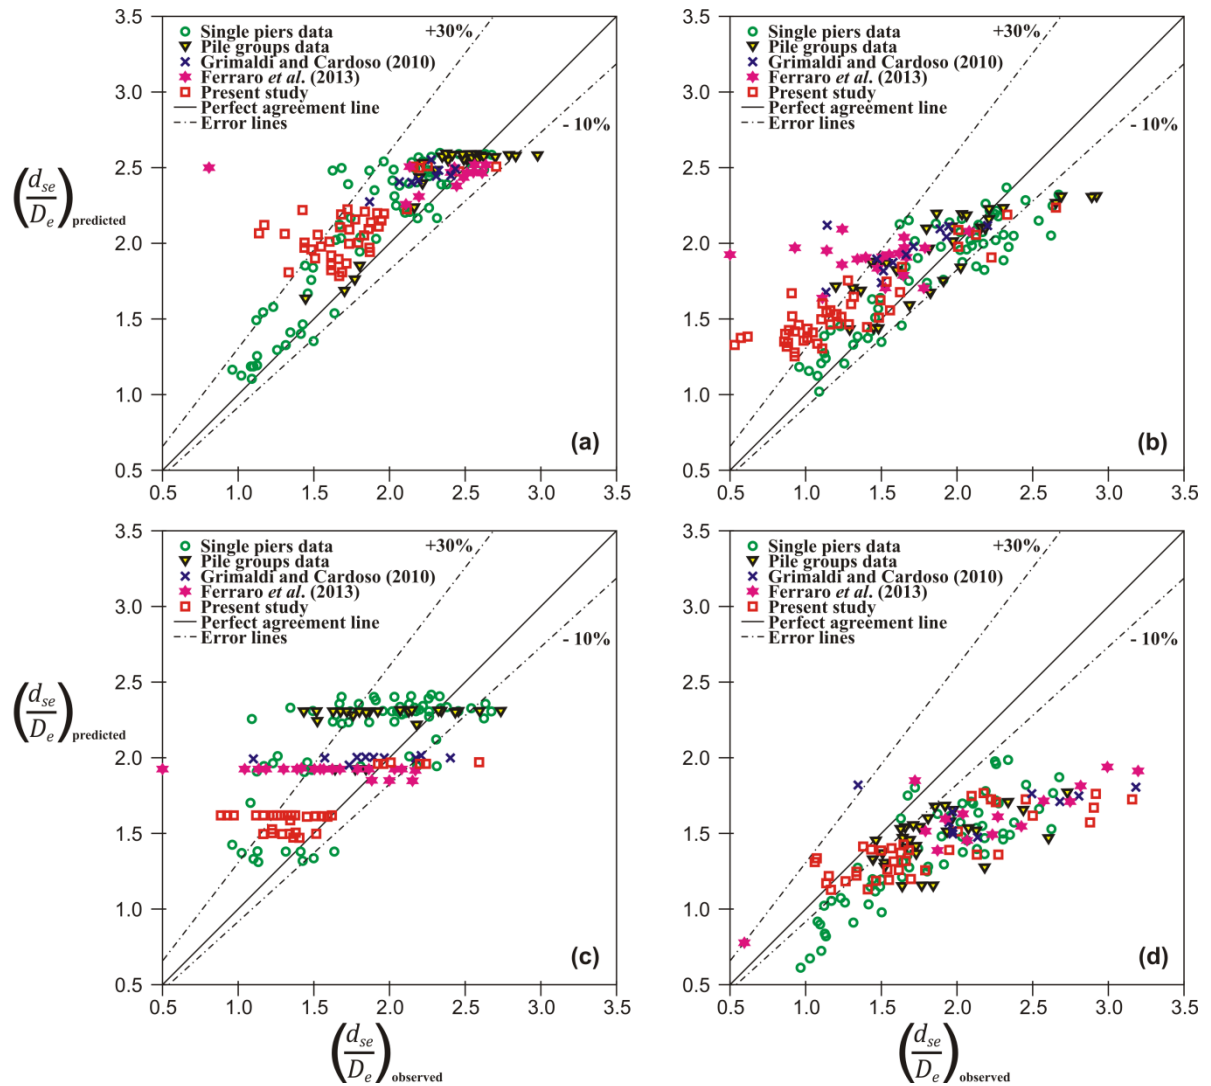 3.5
3.0
2.5
2.0
1.5
1.0
0.5
0.5 1.0 1.5 2.0 2.5 3.0 3.5
Single piers data
Pile groups data
Grimaldi and Cardoso (2010)
Ferraro et al. (2013)
Present study
Perfect agreement line
Error lines
+30%
- 10%
(a)
(d_se/D_e)predicted
3.5
3.0
2.5
2.0
1.5
1.0
0.5
0.5 1.0 1.5 2.0 2.5 3.0 3.5
Single piers data
Pile groups data
Grimaldi and Cardoso (2010)
Ferraro et al. (2013)
Present study
Perfect agreement line
Error lines
+30%
- 10%
(b)
3.5
3.0
2.5
2.0
1.5
1.0
0.5
0.5 1.0 1.5 2.0 2.5 3.0 3.5
Single piers data
Pile groups data
Grimaldi and Cardoso (2010)
Ferraro et al. (2013)
Present study
Perfect agreement line
Error lines
+30%
- 10%
(c)
(d_se/D_e)predicted
(d_se/D_e)observed
3.5
3.0
2.5
2.0
1.5
1.0
0.5
0.5 1.0 1.5 2.0 2.5 3.0 3.5
Single piers data
Pile groups data
Grimaldi and Cardoso (2010)
Ferraro et al. (2013)
Present study
Perfect agreement line
Error lines
+30%
- 10%
(d)
(d_se/D_e)observed